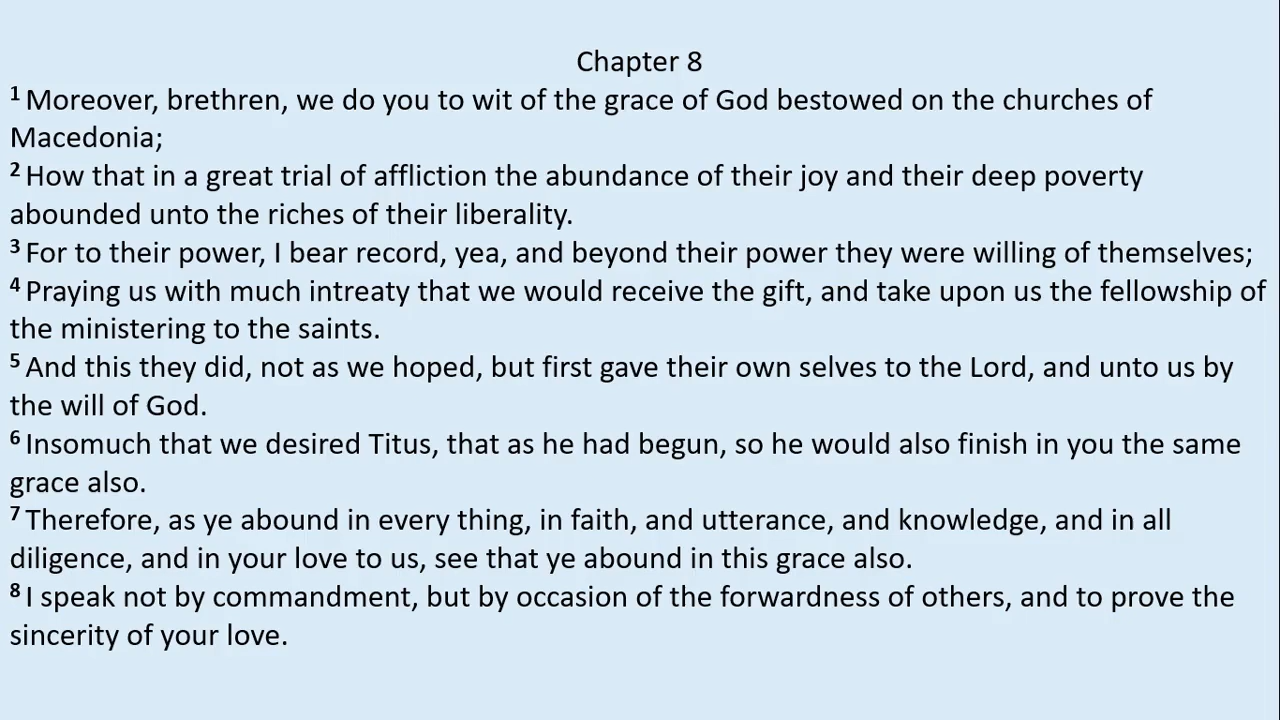 Chapter 8
1 Moreover, brethren, we do you to wit of the grace of God bestowed on the churches of
Macedonia;
2 How that in a great trial of affliction the abundance of their joy and their deep poverty
abounded unto the riches of their liberality.
3 For to their power, I bear record, yea, and beyond their power they were willing of themselves;
4 Praying us with much intreaty that we would receive the gift, and take upon us the fellowship of
the ministering to the saints.
5 And this they did, not as we hoped, but first gave their own selves to the Lord, and unto us by
the will of God.
6 Insomuch that we desired Titus, that as he had begun, so he would also finish in you the same
grace also.
7 Therefore, as ye abound in every thing, in faith, and utterance, and knowledge, and in all
diligence, and in your love to us, see that ye abound in this grace also.
8 I speak not by commandment, but by occasion of the forwardness of others, and to prove the
sincerity of your love.